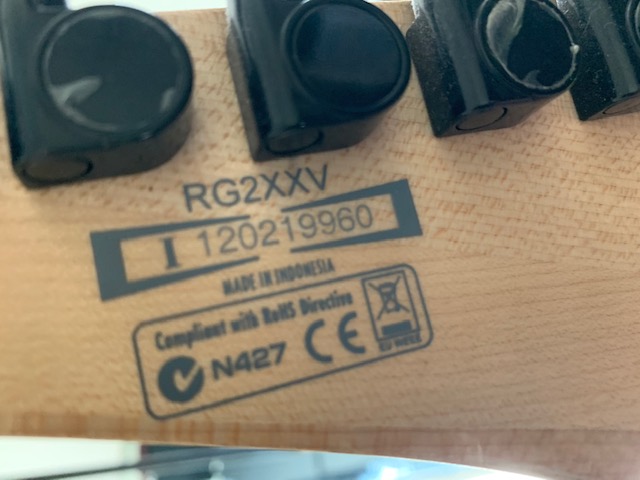 RG2XXV
I 120219960
MADE IN INDONESIA
Compliant with RoHS Directive
N427 CE